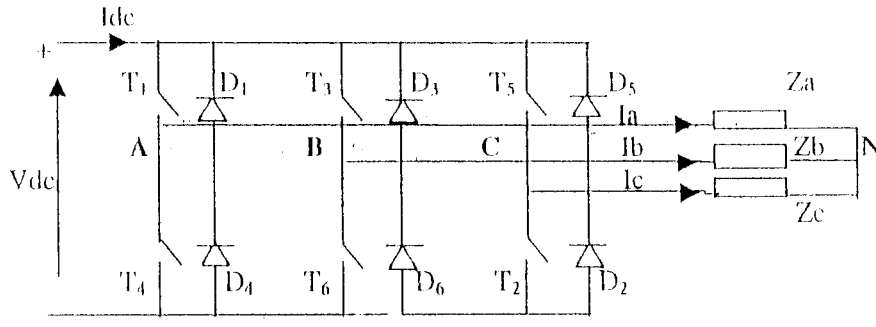 Idc
+
T1 D1 T3 D3 T5 D5 Za
Ia
A B C Ib Zb N
Vdc Ic
Zc
T4 D4 T6 D6 T2 D2